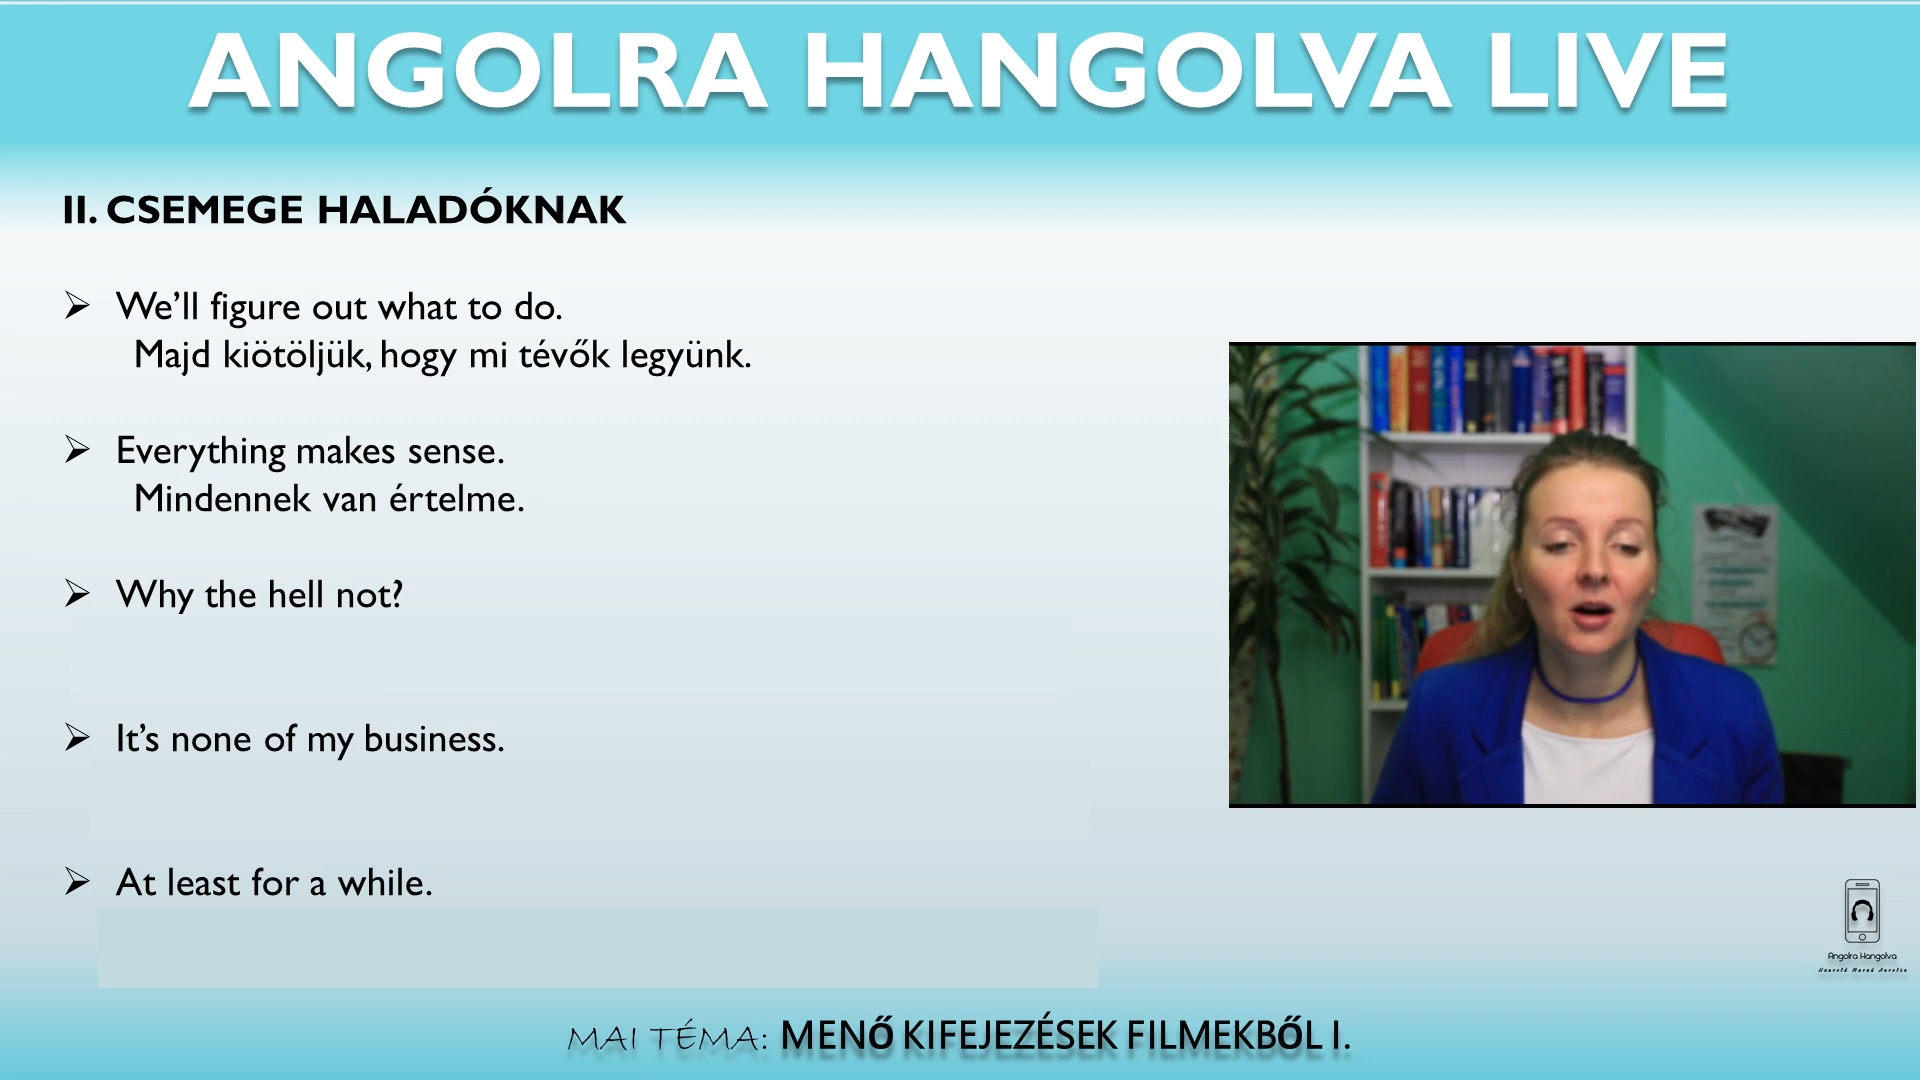 ANGOLRA HANGOLVA LIVE
II. CSEMEGE HALADÓKNAK
We'll figure out what to do.
Majd kiötöljük, hogy mi tévők legyünk.
Everything makes sense.
Mindennek van értelme.
Why the hell not?
It's none of my business.
At least for a while.
Angolra Hangolva
MAI TÉMA: MENŐ KIFEJEZÉSEK FILMEKBŐL I.